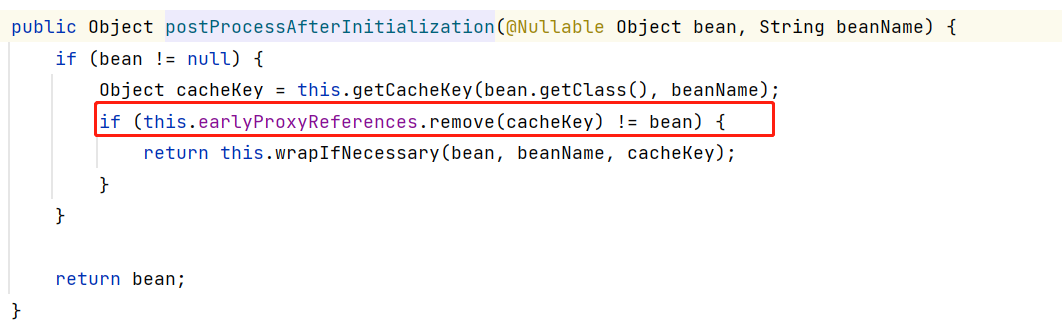 public Object postProcessAfterInitialization(@Nullable Object bean, String beanName) {
if (bean != null) {
Object cacheKey = this.getCacheKey(bean.getClass(), beanName);
if (this.earlyProxyReferences.remove(cacheKey) != bean) {
return this.wrapIfNecessary(bean, beanName, cacheKey);
}
}
return bean;
}